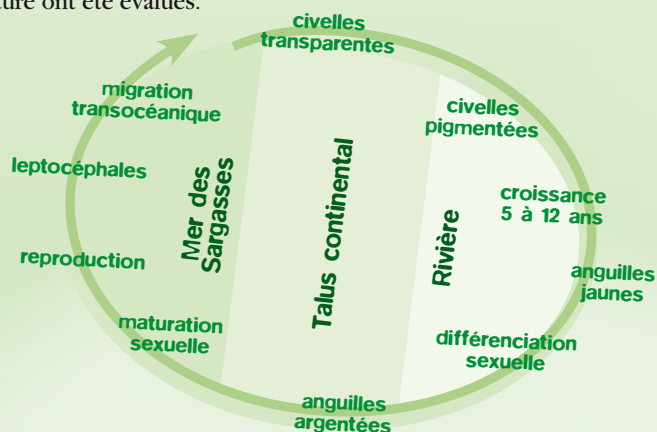 ture ont été évalués.
civelles
transparentes
migration
transocéanique
civelles
pigmentées
leptocéphales
Mer des
Sargasses
Talus continental
Rivière
croissance
5 à 12 ans
reproduction
anguilles
jaunes
maturation
sexuelle
différenciation
sexuelle
anguilles
argentées